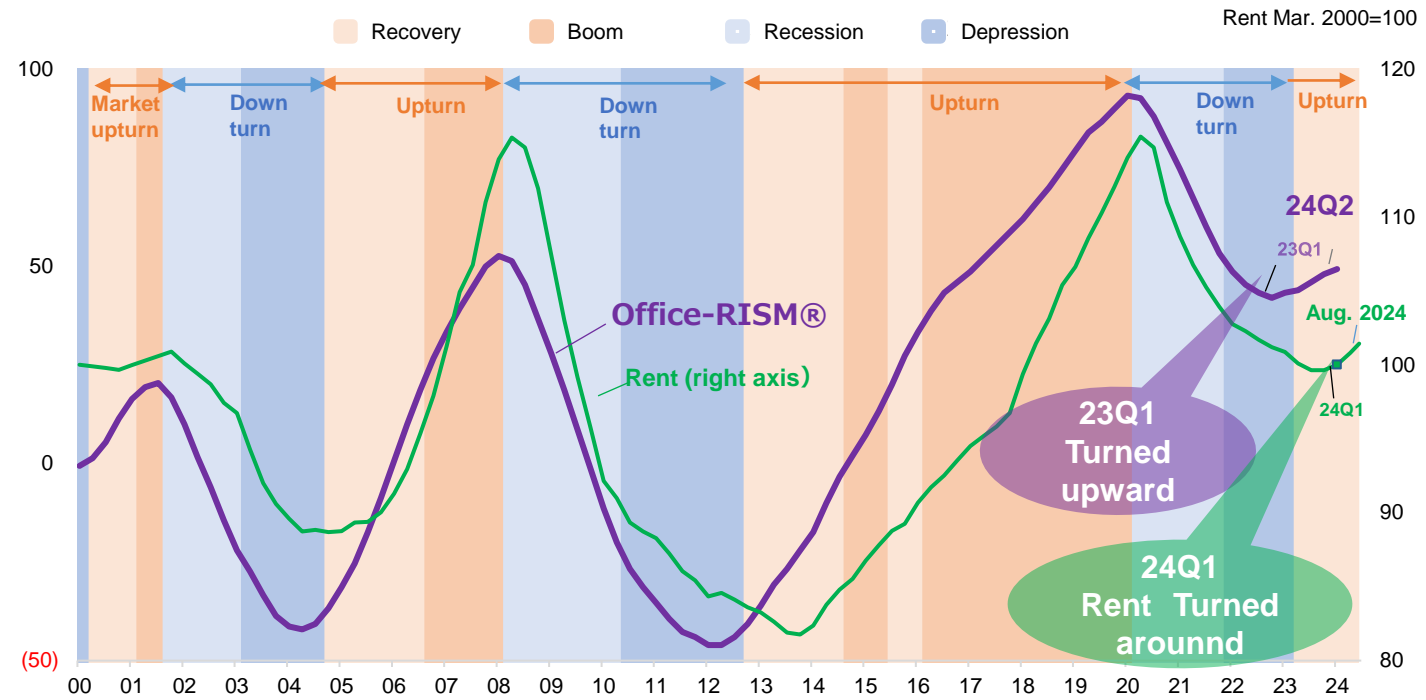 Rent Mar. 2000=100
Recovery
Boom
Recession
Depression
100
120
Market
upturn
Down
turn
Upturn
Down
turn
Upturn
Down
turn
Upturn
24Q2
110
23Q1
50
Office-RISM®
Aug. 2024
Rent (right axis）
100
24Q1
23Q1
Turned
upward
0
90
24Q1
Rent Turned
arounnd
(50)
80
00 01 02 03 04 05 06 07 08 09 10 11 12 13 14 15 16 17 18 19 20 21 22 23 24